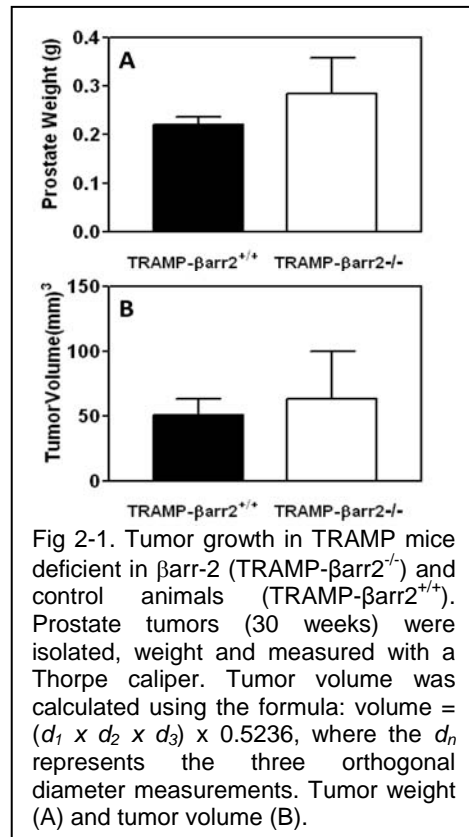 0.4
A
0.3
0.2
0.1
0.0
Prostate Weight (g)
TRAMP-βarr2+/+ TRAMP-βarr2-/-
150
B
100
50
0
TumorVolume(mm)3
TRAMP-βarr2+/+ TRAMP-βarr2-/-
Fig 2-1. Tumor growth in TRAMP mice
deficient in βarr-2 (TRAMP-βarr2-/-) and
control animals (TRAMP-βarr2+/+).
Prostate tumors (30 weeks) were
isolated, weight and measured with a
Thorpe caliper. Tumor volume was
calculated using the formula: volume =
(d1 x d2 x d3) x 0.5236, where the dn
represents the three orthogonal
diameter measurements. Tumor weight
(A) and tumor volume (B).